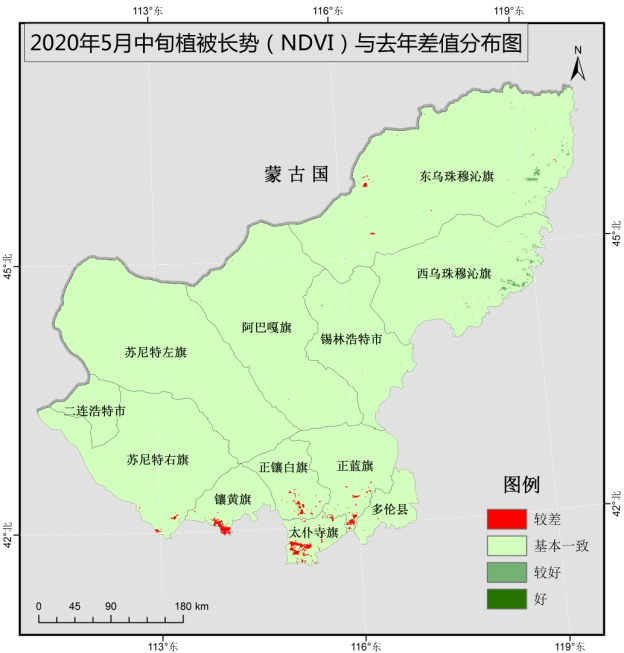 113°东 116°东 119°东
2020年5月中旬植被长势（NDVI）与去年差值分布图
N
蒙古国
东乌珠穆沁旗
45°北
45°北
西乌珠穆沁旗
阿巴嘎旗
锡林浩特市
苏尼特左旗
二连浩特市
苏尼特右旗
正镶白旗
正蓝旗
镶黄旗
多伦县
太仆寺旗
42°北
42°北
图例
较差
基本一致
较好
好
0 45 90 180 km
113°东 116°东 119°东